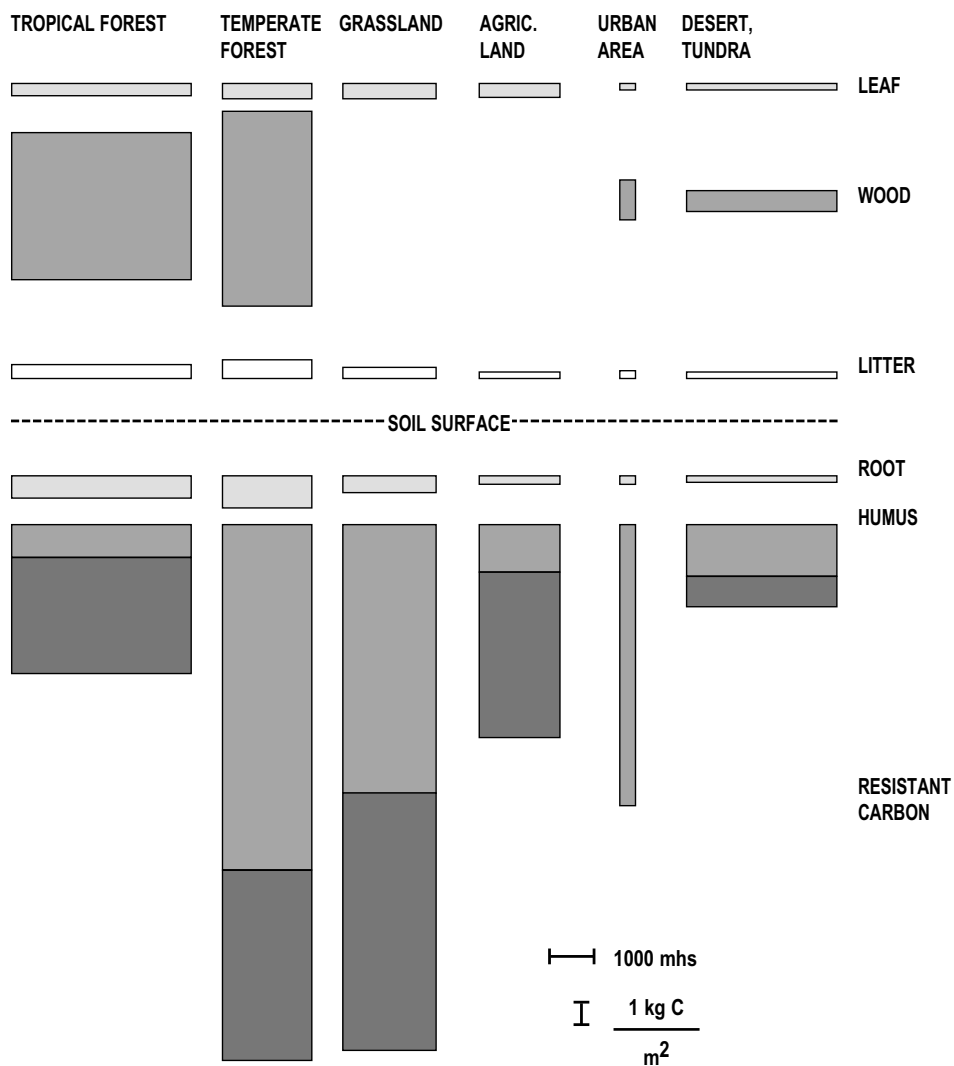 TROPICAL FOREST
TEMPERATE
FOREST
GRASSLAND
AGRIC.
LAND
URBAN
AREA
DESERT,
TUNDRA
LEAF
WOOD
LITTER
SOIL SURFACE
ROOT
HUMUS
RESISTANT
CARBON
1000 mhs
1 kg C
m2